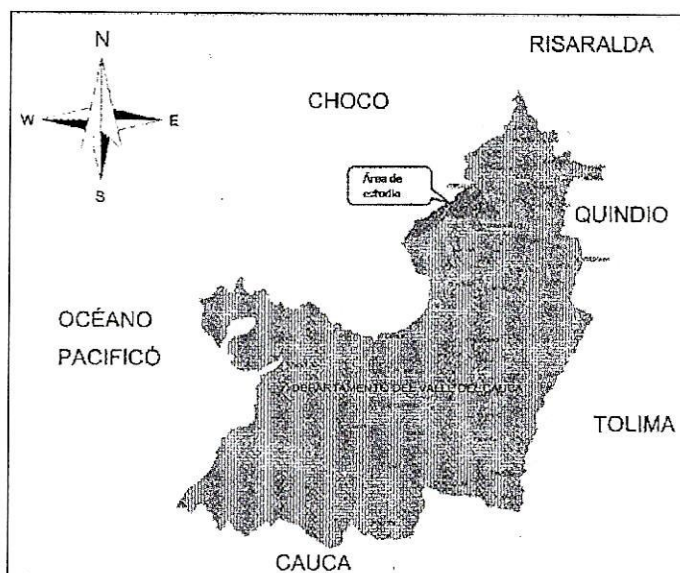 RISARALDA
N
CHOCO
W
E
Área de
estudio
S
QUINDIO
OCÉANO
PACIFICÓ
DEPARTAMENTO DEL VALLE DEL CAUCA
TOLIMA
CAUCA